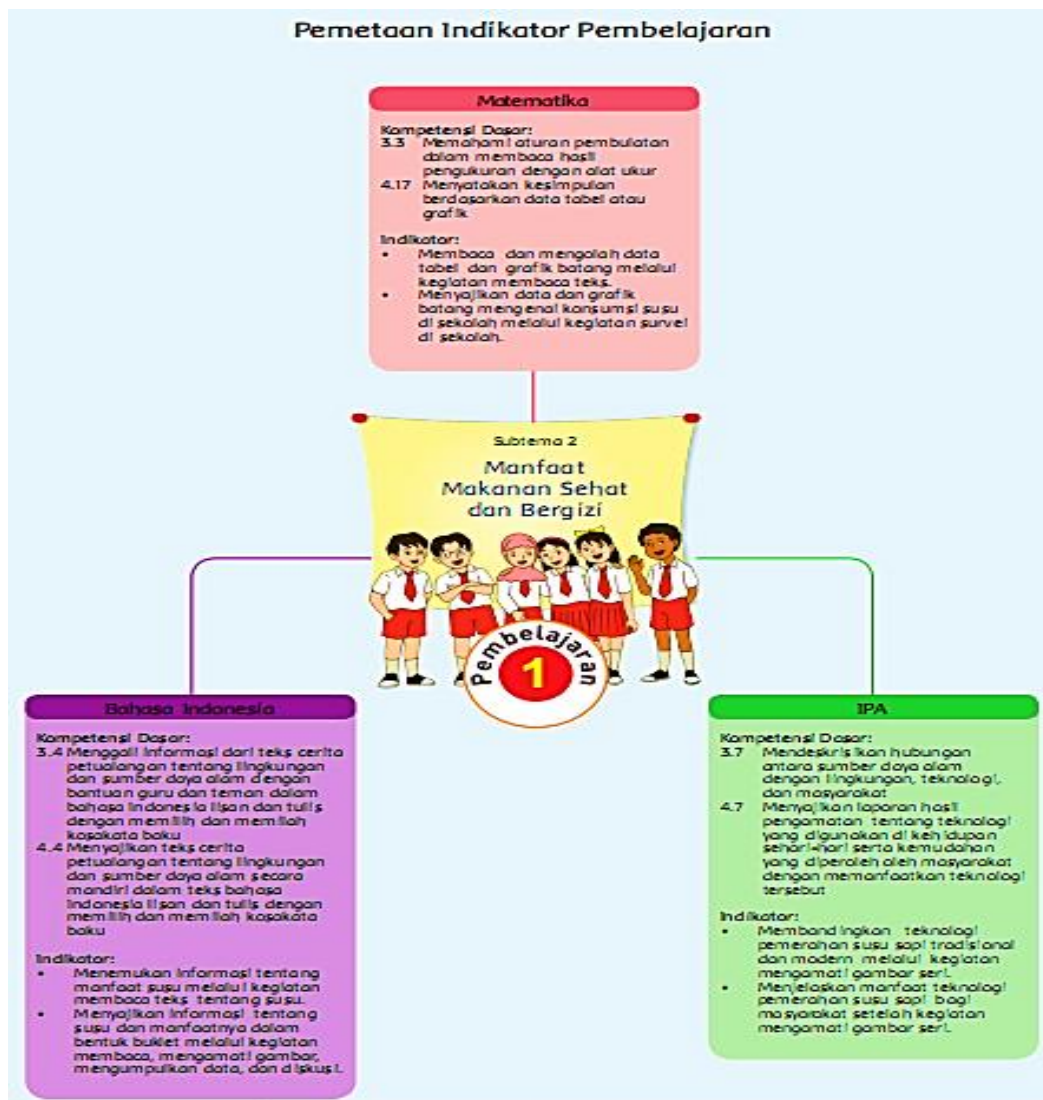 Pemetaan Indikator Pembelajaran
Matematika
Kompetensi Dasar:
3.3 Memahami aturan pembulatan
dalam membaca hasil
pengukuran dengan alat ukur
4.17 Menyatakan kesimpulan
berdasarkan data tabel atau
grafik
Indikator:
• Membaca dan mengolah data
tabel dan grafik batang melalui
kegiatan membaca teks.
• Menyajikan data dan grafik
batang mengenai konsumsi susu
di sekolah melalui kegiatan survei
di sekolah.
Subtema 2
Manfaat
Makanan Sehat
dan Bergizi
Pembelajaran
1
Bahasa Indonesia
Kompetensi Dasar:
3.4 Menggali informasi dari teks cerita
petualangan tentang lingkungan
dan sumber daya alam dengan
bantuan guru dan teman dalam
bahasa Indonesia lisan dan tulis
dengan memilih dan memilah
kosakata baku
4.4 Menyajikan teks cerita
petualangan tentang lingkungan
dan sumber daya alam secara
mandiri dalam teks bahasa
Indonesia lisan dan tulis dengan
memilih dan memilah kosakata
baku
Indikator:
• Menemukan informasi tentang
manfaat susu melalui kegiatan
membaca teks tentang susu.
• Menyajikan informasi tentang
susu dan manfaatnya dalam
bentuk buklet melalui kegiatan
membaca, mengamati gambar,
mengumpulkan data, dan diskusi.
IPA
Kompetensi Dasar:
3.7 Mendeskrisikan hubungan
antara sumber daya alam
dengan lingkungan, teknologi,
dan masyarakat
4.7 Menyajikan laporan hasil
pengamatan tentang teknologi
yang digunakan di kehidupan
sehari-hari serta kemudahan
yang diperoleh oleh masyarakat
dengan memanfaatkan teknologi
tersebut
Indikator:
• Membandingkan teknologi
pemerahan susu sapi tradisional
dan modern melalui kegiatan
mengamati gambar seri.
• Menjelaskan manfaat teknologi
pemerahan susu sapi bagi
masyarakat setelah kegiatan
mengamati gambar seri.